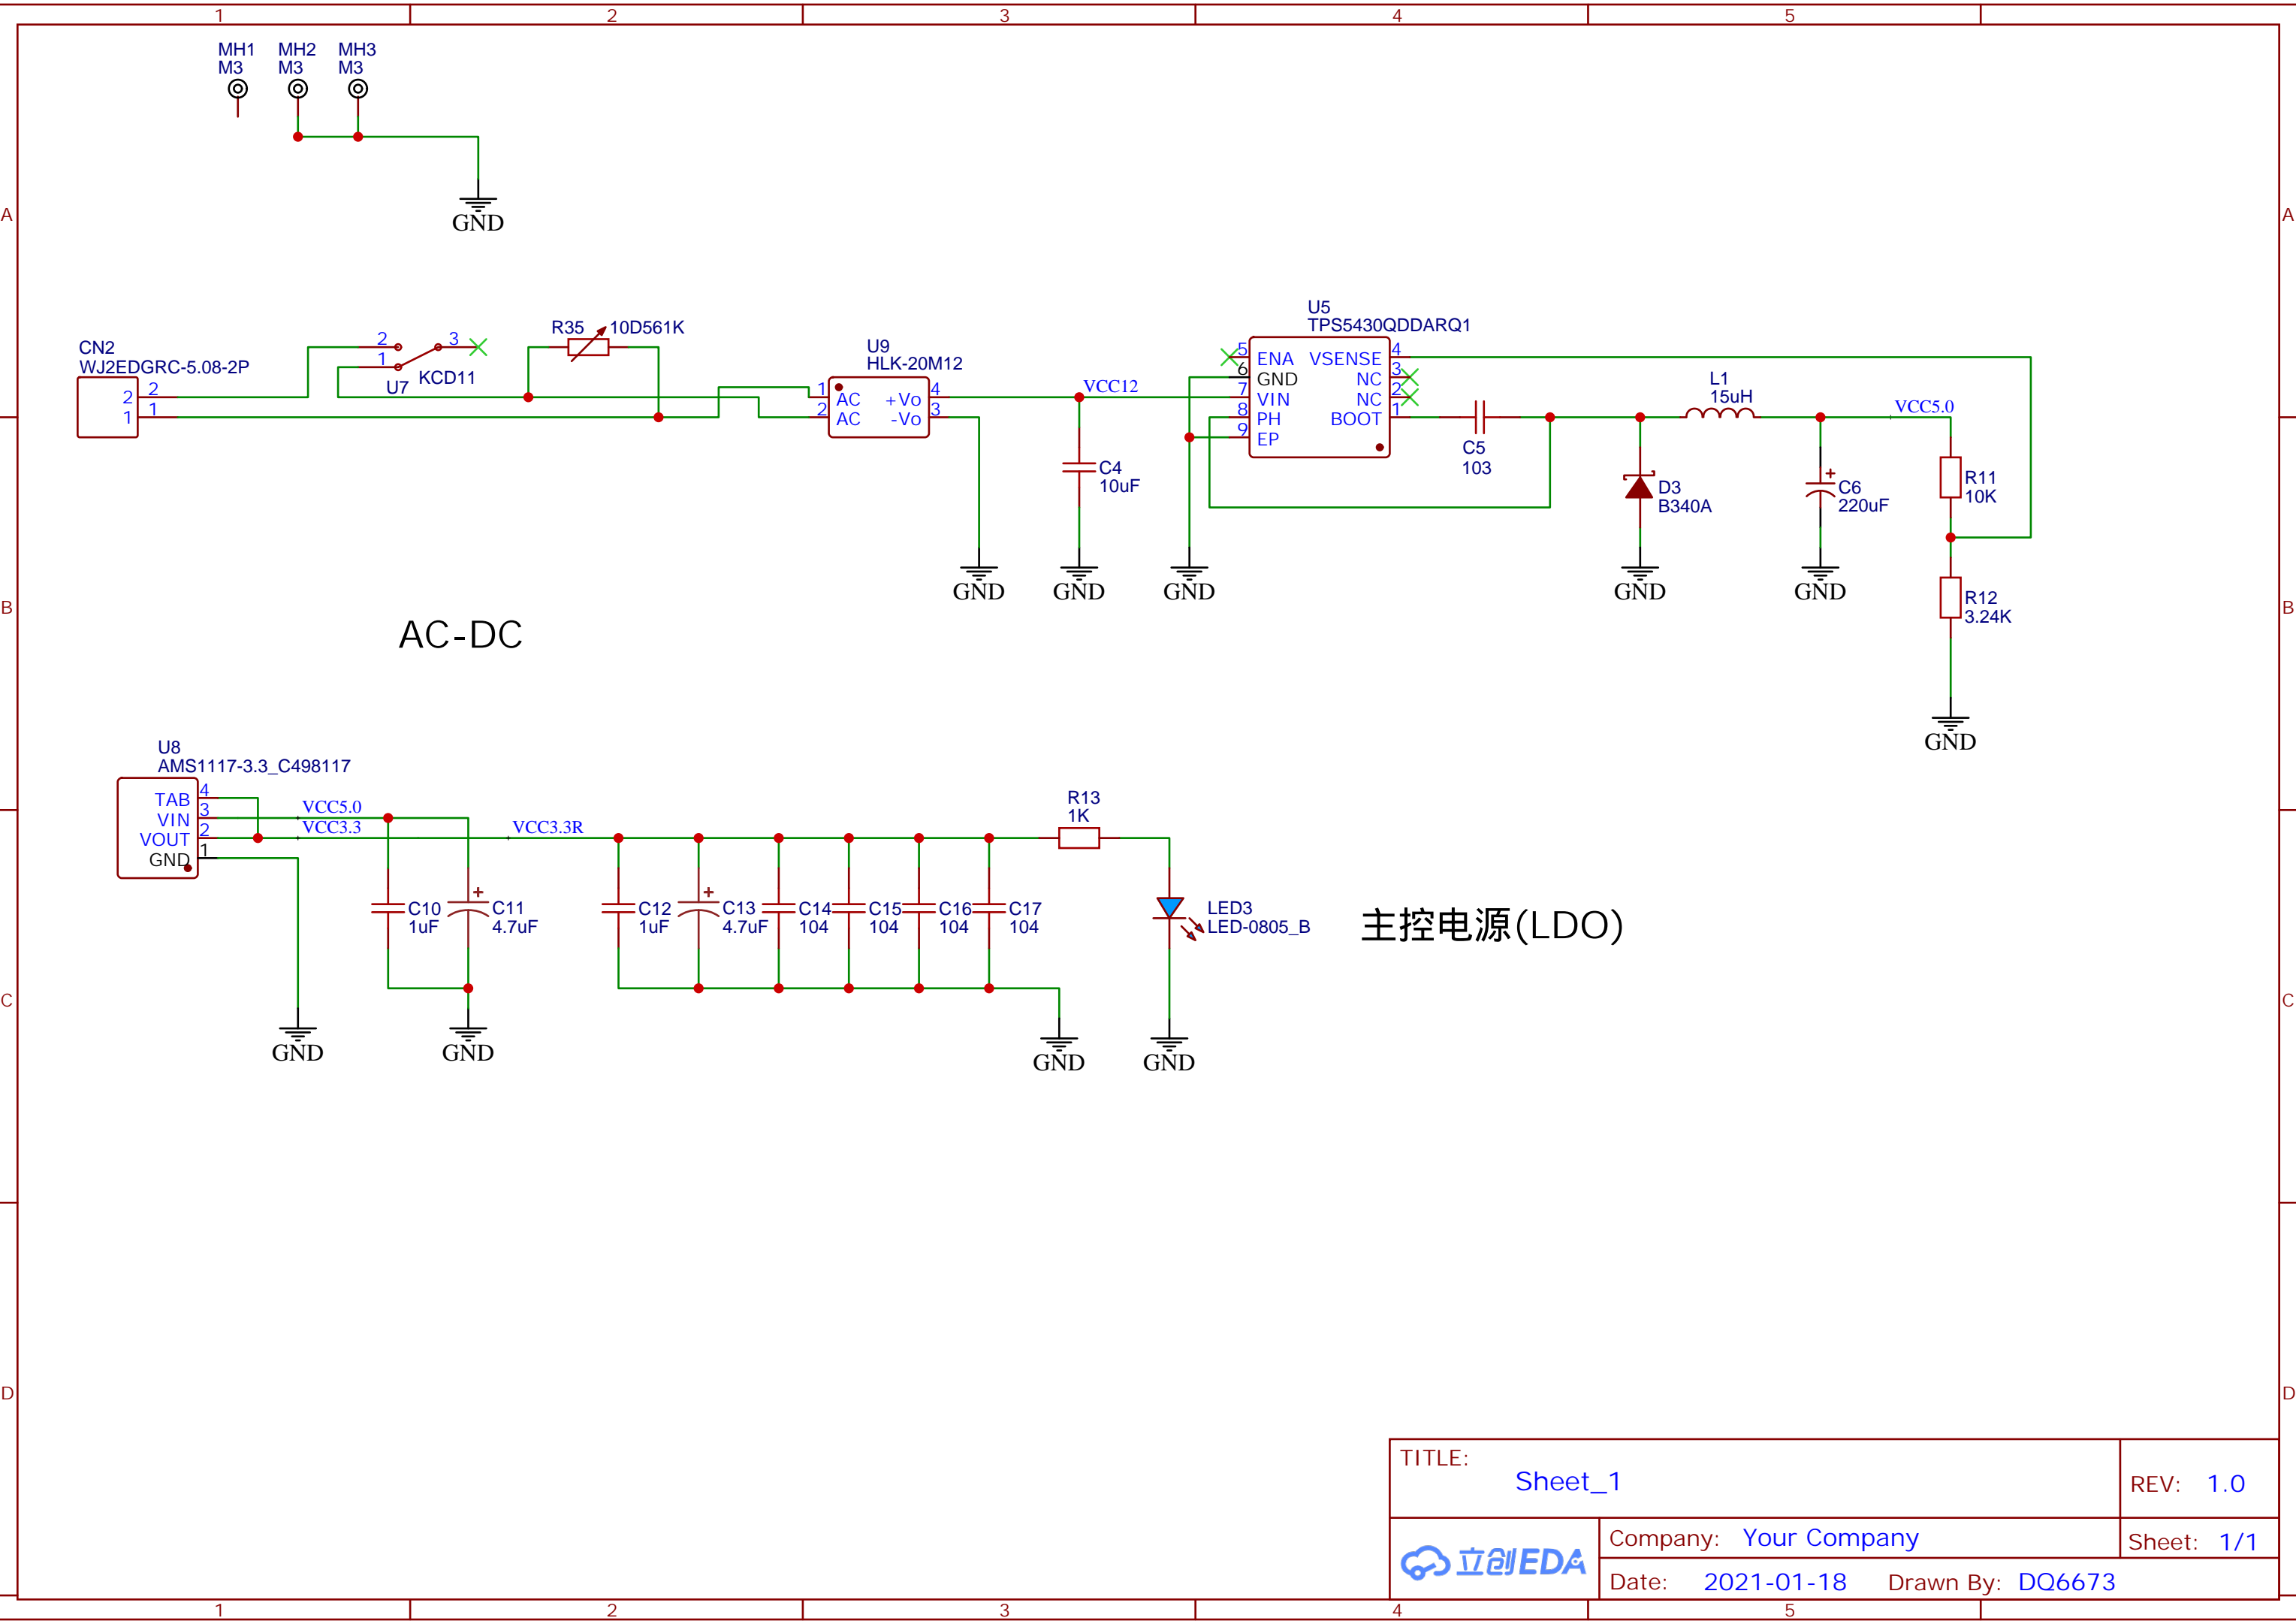 1 2 3 4 5
MH1 MH2 MH3
M3 M3 M3
A A
GND
CN2
WJ2EDGRC-5.08-2P
2 2
1 1
2 3
1
U7 KCD11
R35 10D561K
U9
HLK-20M12
1 AC +Vo 4
2 AC -Vo 3
VCC12
C4
10uF
U5
TPS5430QDDARQ1
5 ENA VSENSE 4
6 GND NC 3
7 VIN NC 2
8 PH BOOT 1
9 EP
C5
103
L1
15uH
VCC5.0
D3
B340A
+
C6
220uF
R11
10K
GND GND GND GND GND
B B
R12
3.24K
AC-DC
GND
U8
AMS1117-3.3_C498117
TAB 4
VIN 3
VOUT 2
GND 1
VCC5.0
VCC3.3 VCC3.3R
R13
1K
+ +
C10 C11 C12 C13 C14 C15 C16 C17 LED3
1uF 4.7uF 1uF 4.7uF 104 104 104 104 LED-0805_B
主控电源(LDO)
C C
GND GND GND GND
D D
TITLE:
Sheet_1
REV: 1.0
立创EDA
Company: Your Company
Sheet: 1/1
Date: 2021-01-18 Drawn By: DQ6673
1 2 3 4 5